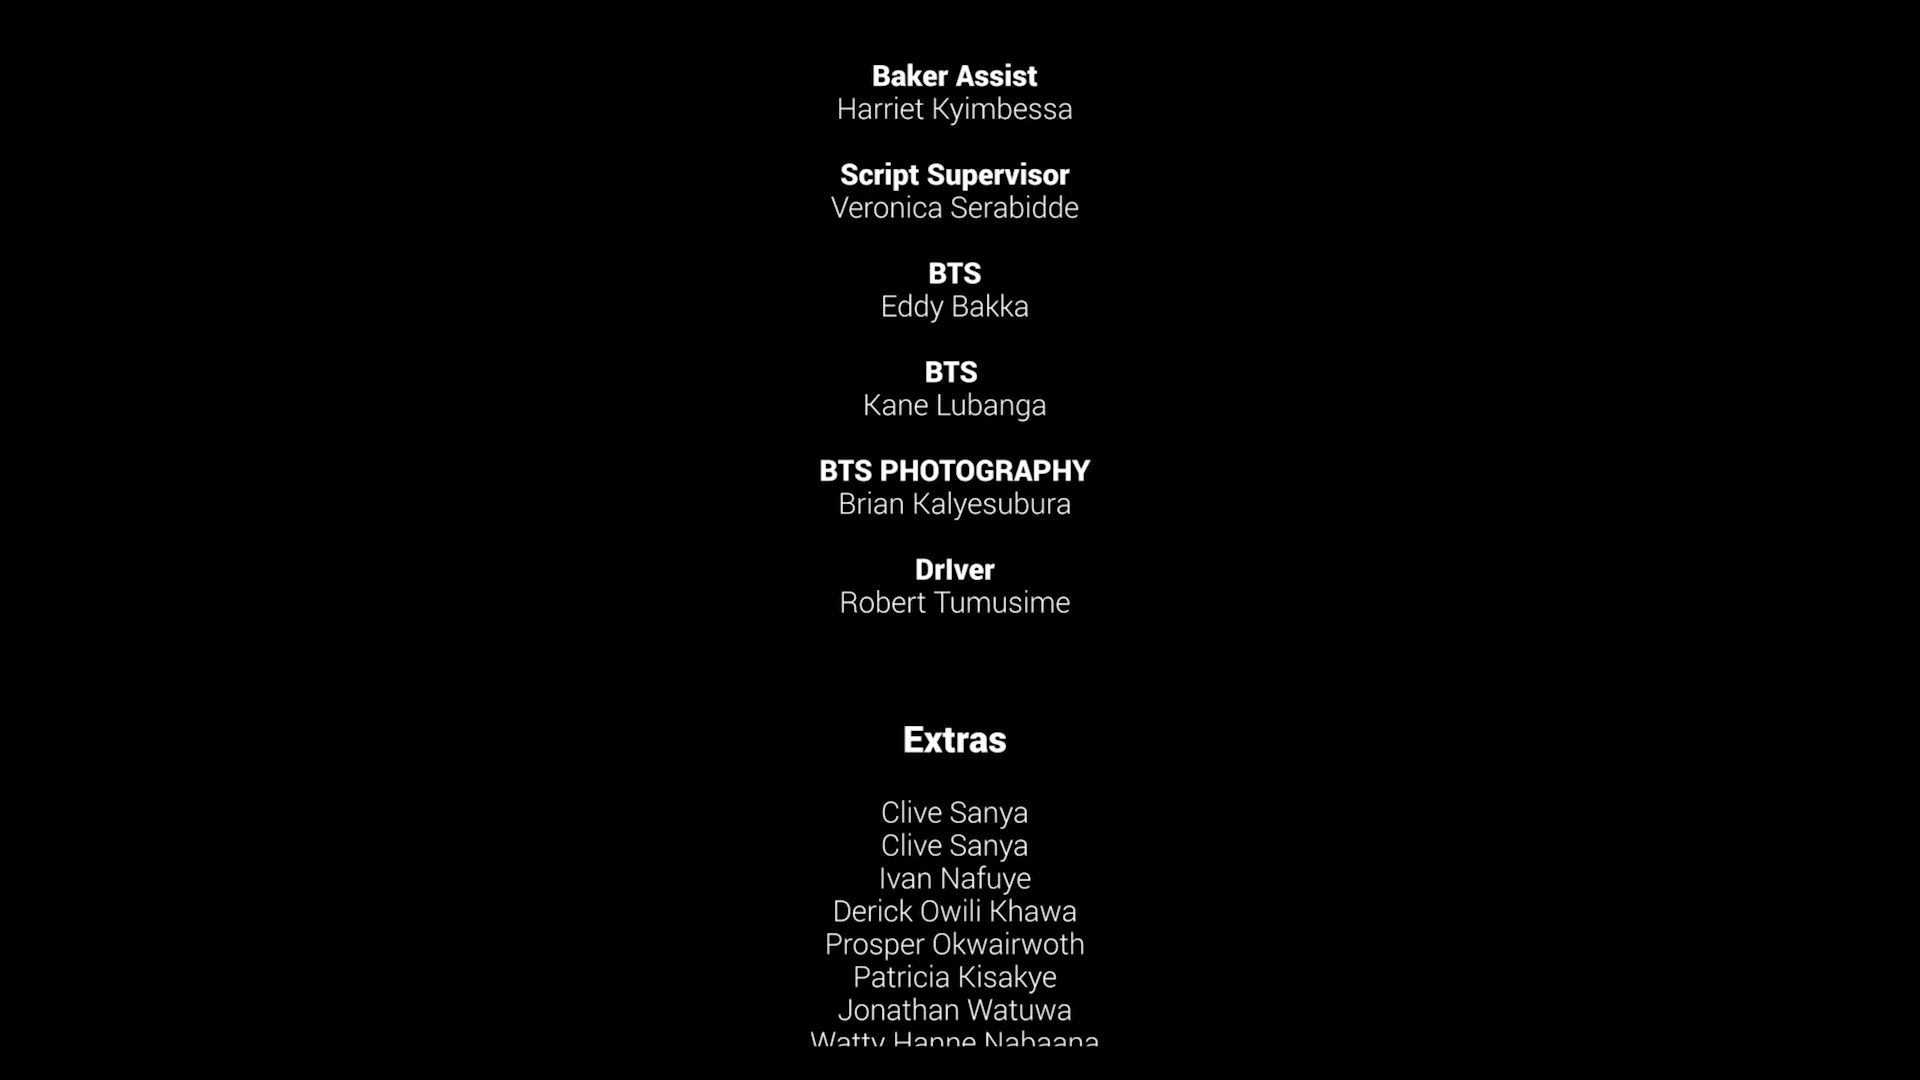 Baker Assist
Harriet Kyimbessa
Script Supervisor
Veronica Serabidde
BTS
Eddy Bakka
BTS
Kane Lubanga
BTS PHOTOGRAPHY
Brian Kalyesubura
DrIver
Robert Tumusime
Extras
Clive Sanya
Clive Sanya
Ivan Nafuye
Derick Owili Khawa
Prosper Okwairwoth
Patricia Kisakye
Jonathan Watuwa
Watty